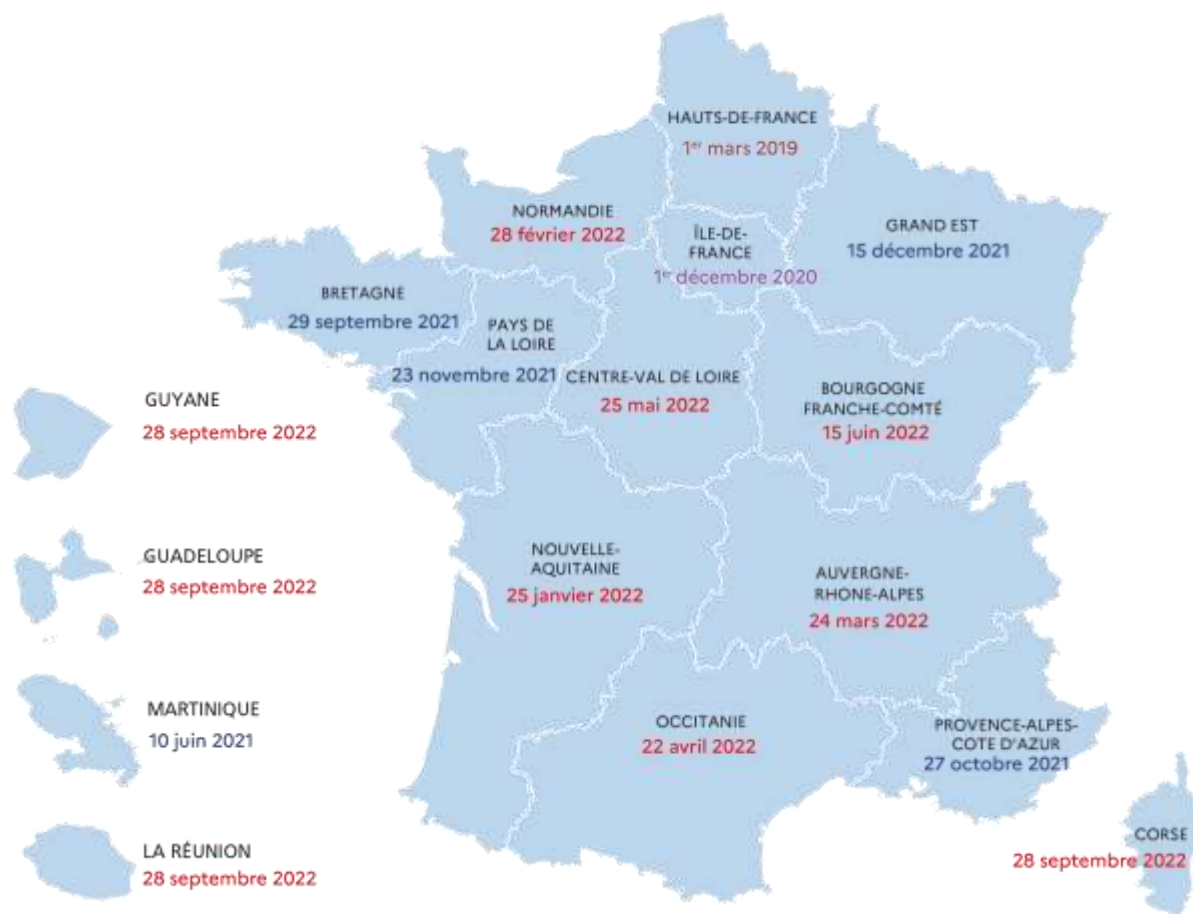 HAUTS-DE-FRANCE
1er mars 2019
NORMANDIE
28 février 2022
ÎLE-DE-
FRANCE
1er décembre 2020
GRAND EST
15 décembre 2021
BRETAGNE
29 septembre 2021
PAYS DE
LA LOIRE
23 novembre 2021
CENTRE-VAL DE LOIRE
25 mai 2022
BOURGOGNE
FRANCHE-COMTÉ
15 juin 2022
GUYANE
28 septembre 2022
GUADELOUPE
28 septembre 2022
NOUVELLE-
AQUITAINE
25 janvier 2022
AUVERGNE-
RHONE-ALPES
24 mars 2022
MARTINIQUE
10 juin 2021
OCCITANIE
22 avril 2022
PROVENCE-ALPES-
COTE D'AZUR
27 octobre 2021
LA RÉUNION
28 septembre 2022
CORSE
28 septembre 2022